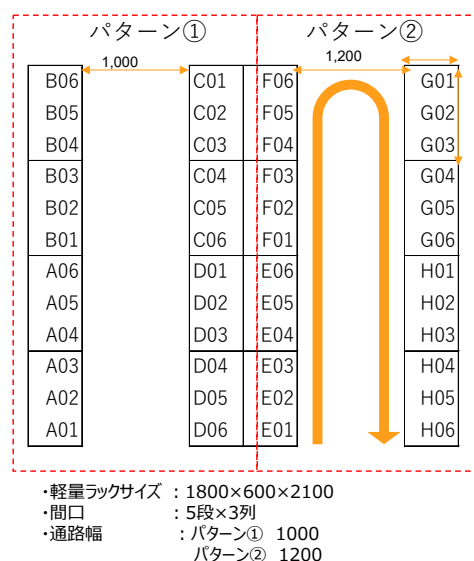 パターン① パターン②
1,000 1,200
B06 C01 F06 G01
B05 C02 F05 G02
B04 C03 F04 G03
B03 C04 F03 G04
B02 C05 F02 G05
B01 C06 F01 G06
A06 D01 E06 H01
A05 D02 E05 H02
A04 D03 E04 H03
A03 D04 E03 H04
A02 D05 E02 H05
A01 D06 E01 H06
・軽量ラックサイズ ：1800×600×2100
・間口 ：5段×3列
・通路幅 ：パターン① 1000
パターン② 1200